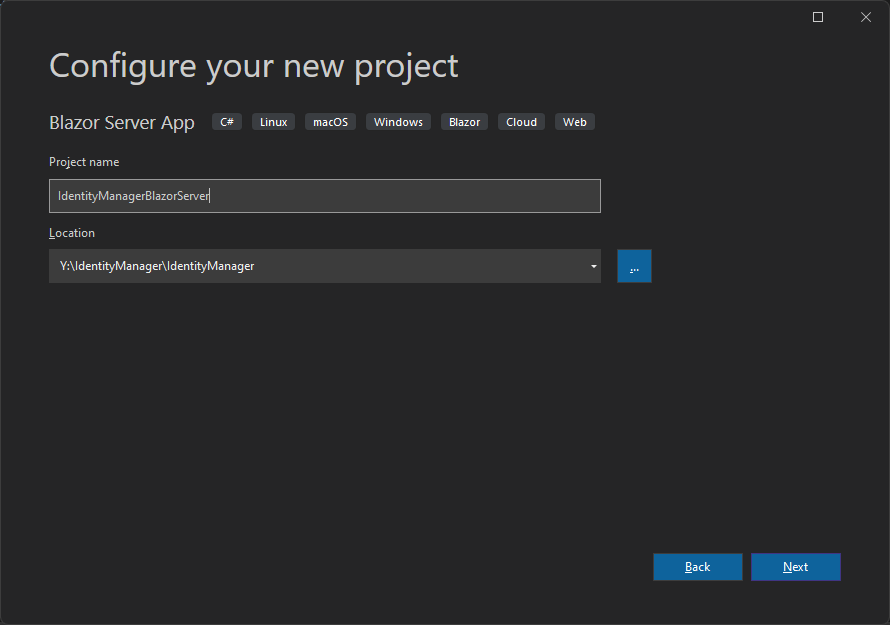 Configure your new project
Blazor Server App C# Linux macOS Windows Blazor Cloud Web
Project name
IdentityManagerBlazorServer
Location
Y:\IdentityManager\IdentityManager
...
Back Next